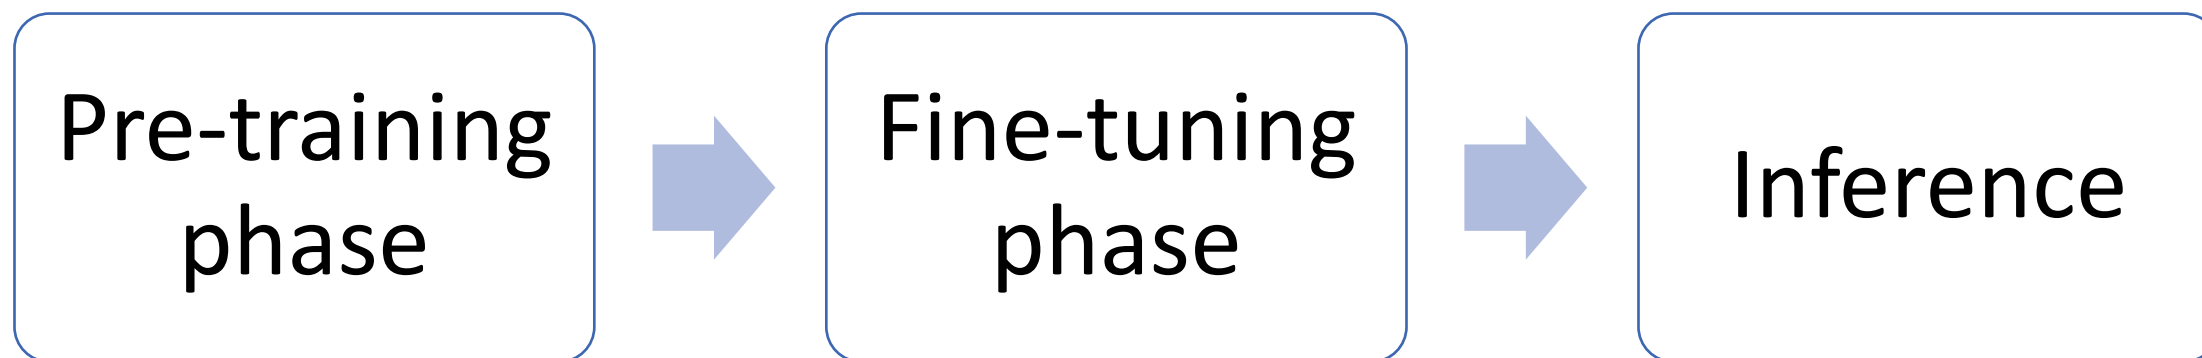 Pre-training
phase
Fine-tuning
phase
Inference